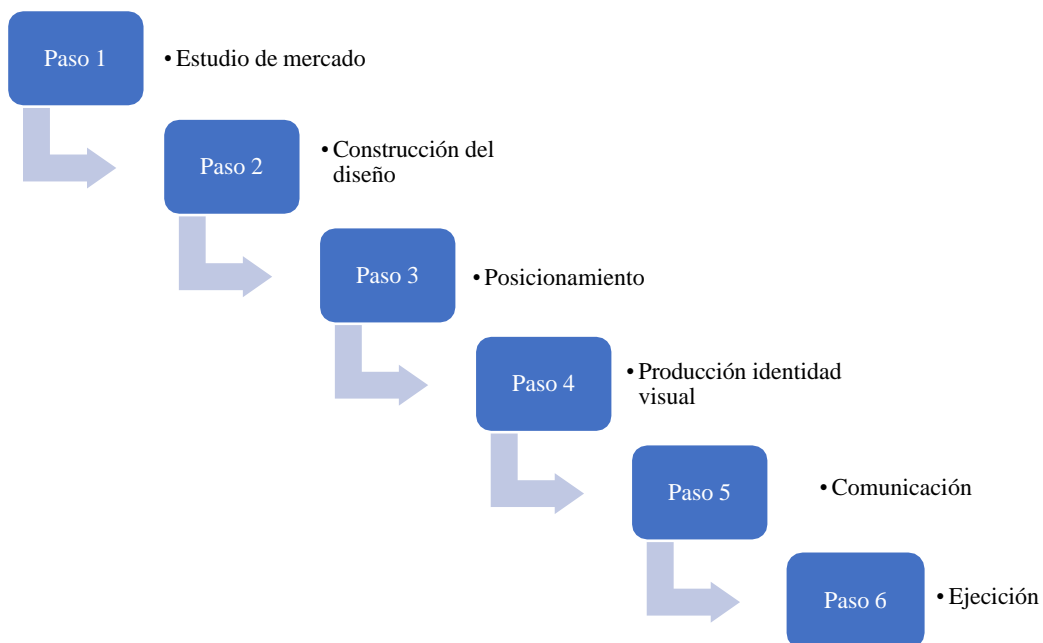 Paso 1
• Estudio de mercado
Paso 2
• Construcción del
diseño
Paso 3
• Posicionamiento
Paso 4
• Producción identidad
visual
Paso 5
• Comunicación
Paso 6
• Ejecición